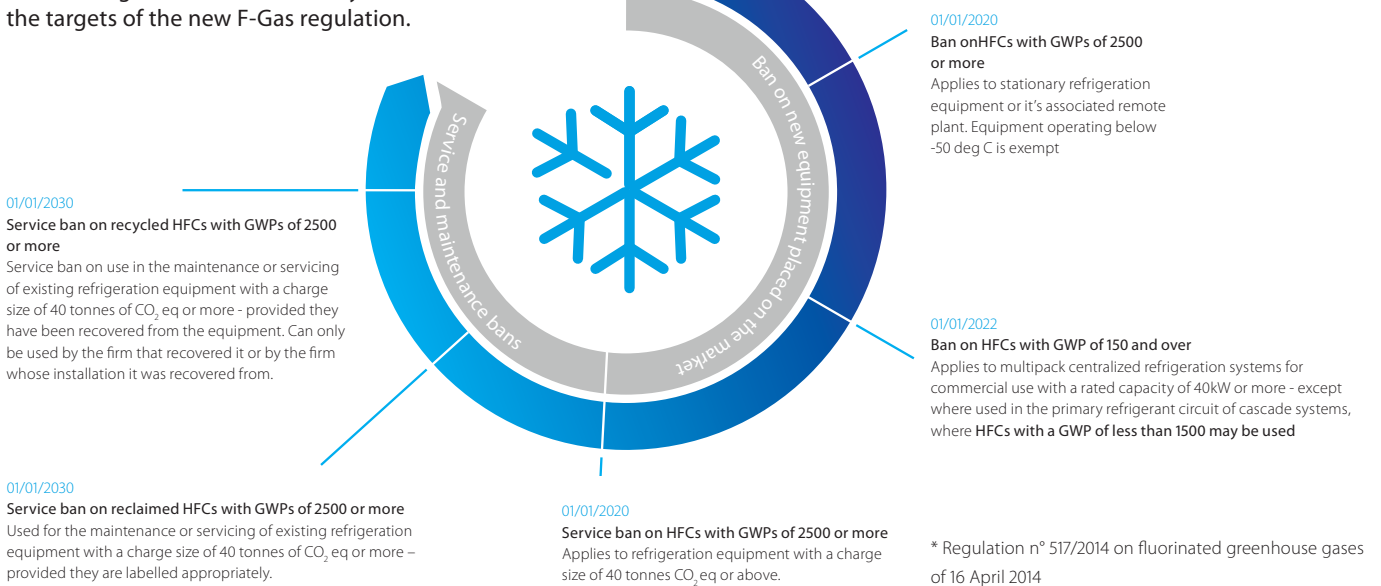 the targets of the new F-Gas regulation.
01/01/2020
Ban onHFCs with GWPs of 2500
or more
Applies to stationary refrigeration
equipment or it's associated remote
plant. Equipment operating below
-50 deg C is exempt
Ban on new equipment placed on the market
Service and maintenance bans
01/01/2030
Service ban on recycled HFCs with GWPs of 2500
or more
Service ban on use in the maintenance or servicing
of existing refrigeration equipment with a charge
size of 40 tonnes of CO₂ eq or more - provided they
have been recovered from the equipment. Can only
be used by the firm that recovered it or by the firm
whose installation it was recovered from.
01/01/2022
Ban on HFCs with GWP of 150 and over
Applies to multipack centralized refrigeration systems for
commercial use with a rated capacity of 40kW or more - except
where used in the primary refrigerant circuit of cascade systems,
where HFCs with a GWP of less than 1500 may be used
01/01/2030
Service ban on reclaimed HFCs with GWPs of 2500 or more
Used for the maintenance or servicing of existing refrigeration
equipment with a charge size of 40 tonnes of CO₂ eq or more –
provided they are labelled appropriately.
01/01/2020
Service ban on HFCs with GWPs of 2500 or more
Applies to refrigeration equipment with a charge
size of 40 tonnes CO₂ eq or above.
* Regulation n° 517/2014 on fluorinated greenhouse gases
of 16 April 2014